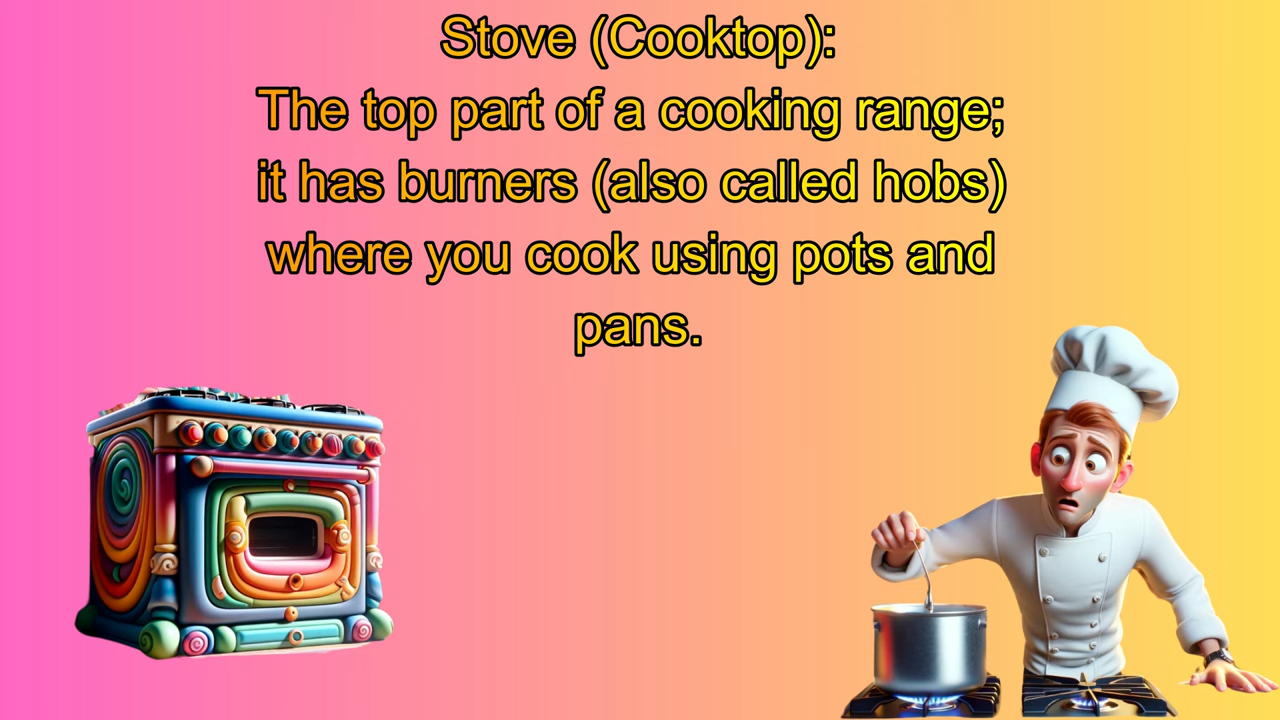 Stove (Cooktop):
The top part of a cooking range;
it has burners (also called hobs)
where you cook using pots and
pans.